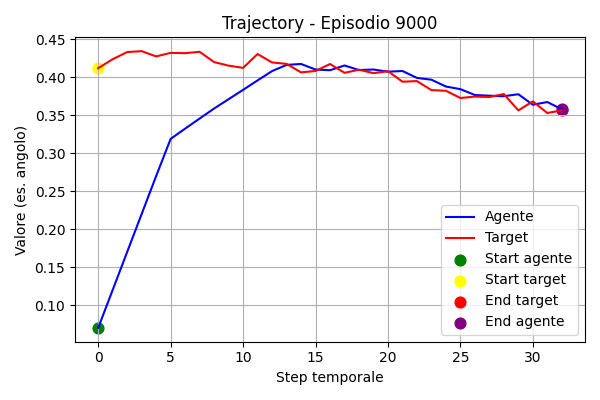 Trajectory - Episodio 9000
Valore (es. angolo)
0.45
0.40
0.35
0.30
0.25
0.20
0.15
0.10
Agente
Target
Start agente
Start target
End target
End agente
0 5 10 15 20 25 30
Step temporale